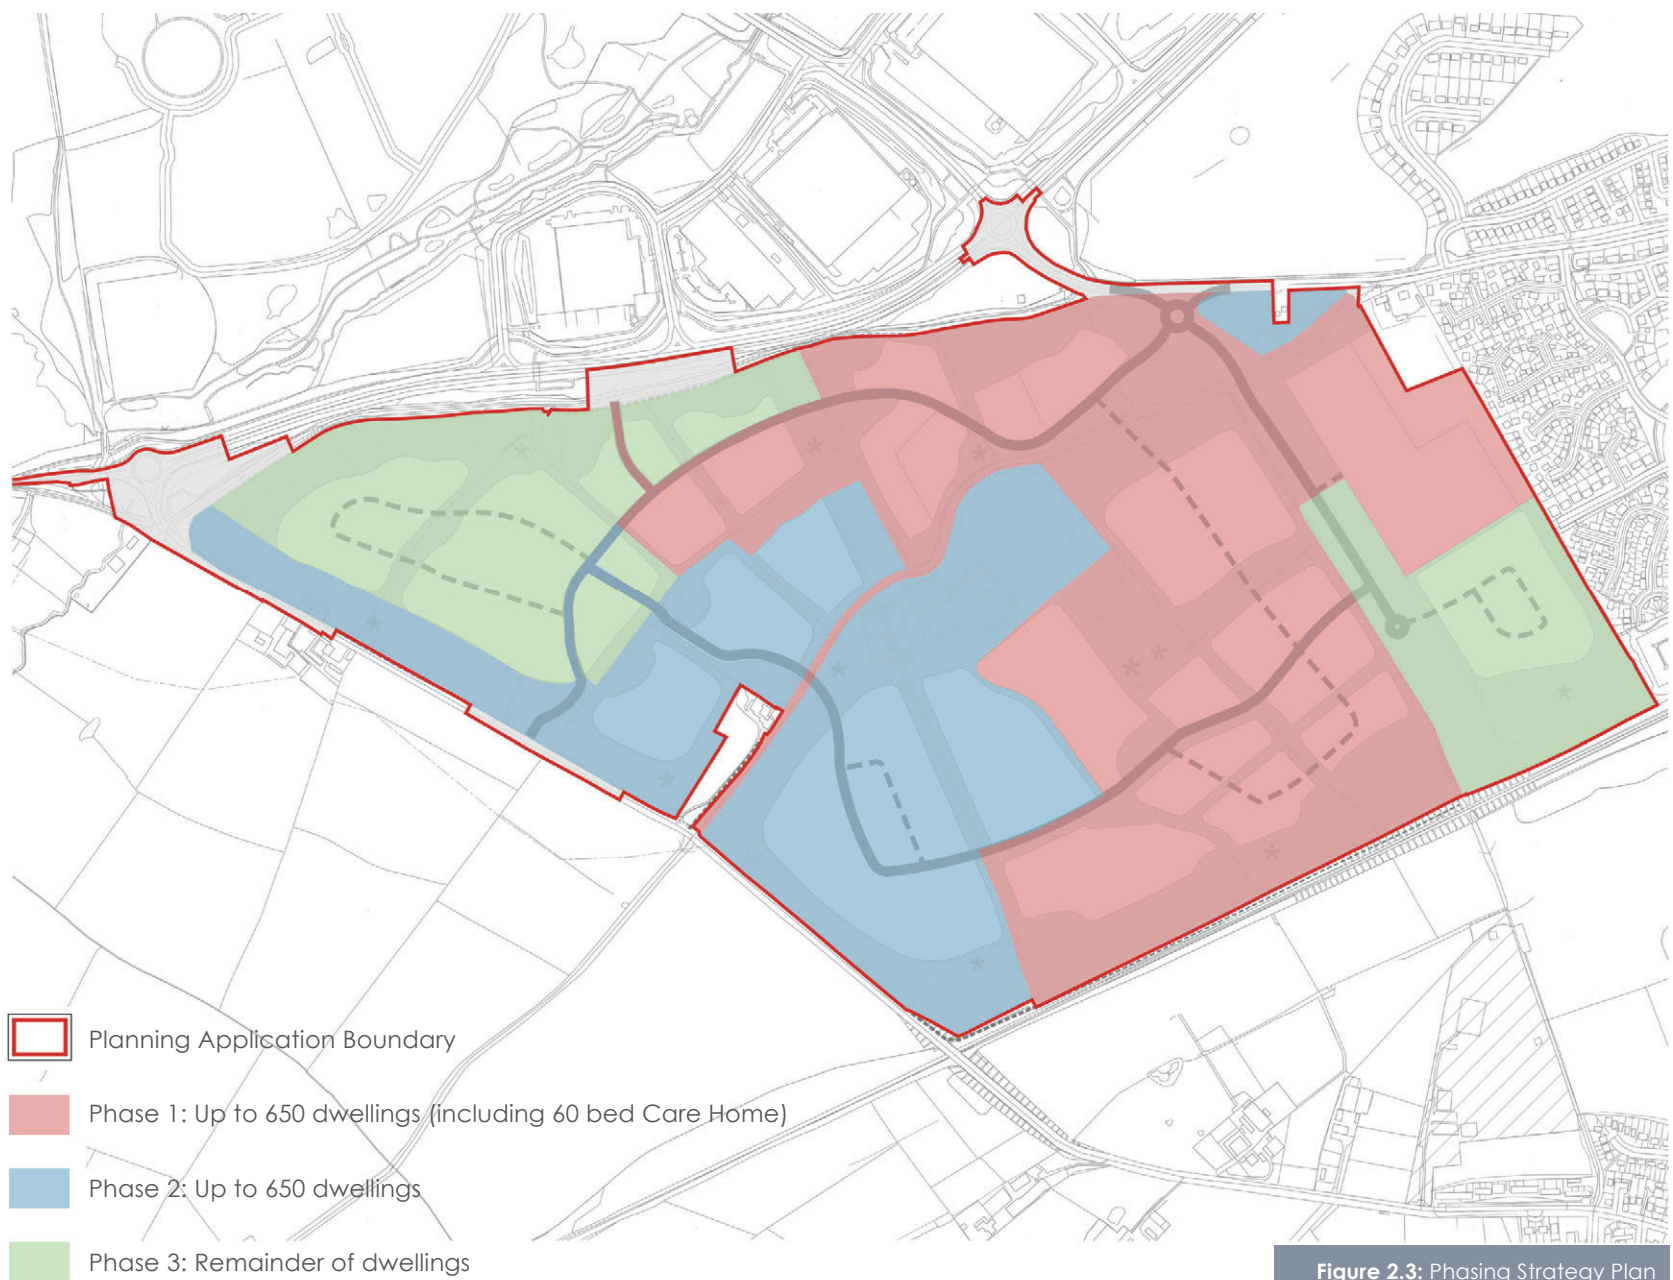 Planning Application Boundary
Phase 1: Up to 650 dwellings (including 60 bed Care Home)
Phase 2: Up to 650 dwellings
Phase 3: Remainder of dwellings
Figure 2.3: Phasing Strategy Plan